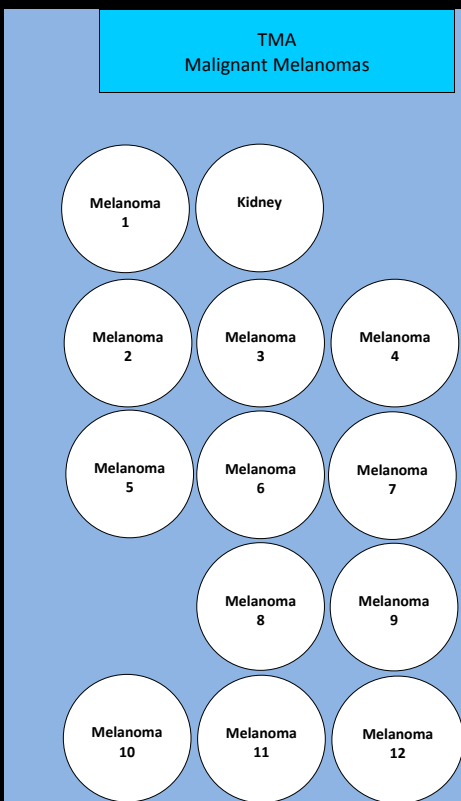 TMA
Malignant Melanomas
Melanoma
1
Kidney
Melanoma
2
Melanoma
3
Melanoma
4
Melanoma
5
Melanoma
6
Melanoma
7
Melanoma
8
Melanoma
9
Melanoma
10
Melanoma
11
Melanoma
12